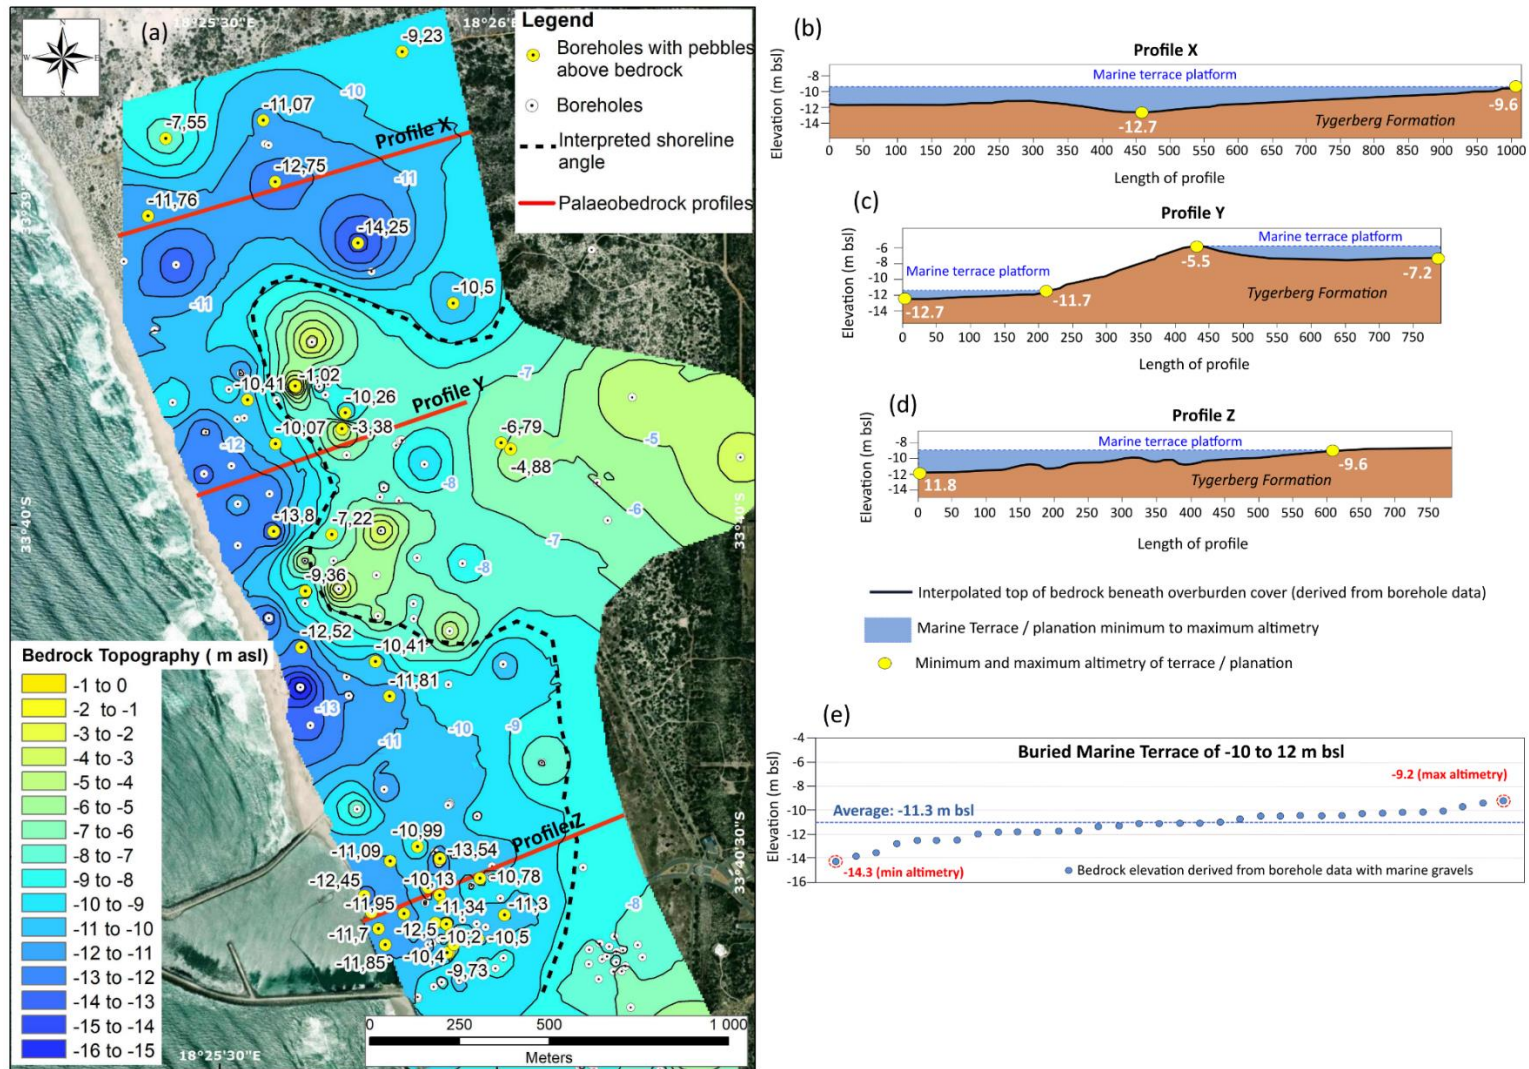 (a)
18°25'30"E
18°26'
N
W
E
S
Legend
Boreholes with pebbles
above bedrock
Boreholes
Interpreted shoreline
angle
Palaeobedrock profiles
-9,23
-10
-11,07
-7,55
Profile X
-12,75
-11
-11,76
-14,25
33°39'
-11
-10,5
-7
-1,02
-10,41
-10,26
Profile Y
-10,07
-3,38
-6,79
-5
-12
-4,88
-8
33°40'S
33°40'S
-13,8
-7,22
-6
-7
-8
-9,36
-12,52
-10,41
-11,81
-13
-10
-9
-11
Bedrock Topography ( m asl)
-1 to 0
-2 to -1
-3 to -2
-4 to -3
-5 to -4
-6 to -5
-7 to -6
-8 to -7
-9 to -8
-10 to -9
-11 to -10
-12 to -11
-13 to -12
-14 to -13
-15 to -14
-16 to -15
Profile Z
33°40'30"S
-10,99
-11,09
-13,54
-10,13
-10,78
-12,45
-11,95
-11,34
-11,3
-11,7
-12,5
-10,2
-10,5
-11,85
-10,4
-9,73
-8
0 250 500 1 000
Meters
18°25'30"E
(b)
Profile X
Elevation (m bsl)
-8
-10
-12
-14
Marine terrace platform
-12.7
Tygerberg Formation
-9.6
0 50 100 150 200 250 300 350 400 450 500 550 600 650 700 750 800 850 900 950 1000
Length of profile
(c)
Profile Y
Elevation (m bsl)
-6
-8
-10
-12
-14
Marine terrace platform
Marine terrace platform
-5.5
-7.2
-12.7
-11.7
Tygerberg Formation
0 50 100 150 200 250 300 350 400 450 500 550 600 650 700 750
Length of profile
(d)
Profile Z
Elevation (m bsl)
-8
-10
-12
-14
Marine terrace platform
11.8
-9.6
Tygerberg Formation
0 50 100 150 200 250 300 350 400 450 500 550 600 650 700 750
Length of profile
Interpolated top of bedrock beneath overburden cover (derived from borehole data)
Marine Terrace / planation minimum to maximum altimetry
Minimum and maximum altimetry of terrace / planation
(e)
Elevation (m bsl)
-4
-6
-8
-10
-12
-14
-16
Buried Marine Terrace of -10 to 12 m bsl
-9.2 (max altimetry)
Average: -11.3 m bsl
-14.3 (min altimetry)
Bedrock elevation derived from borehole data with marine gravels